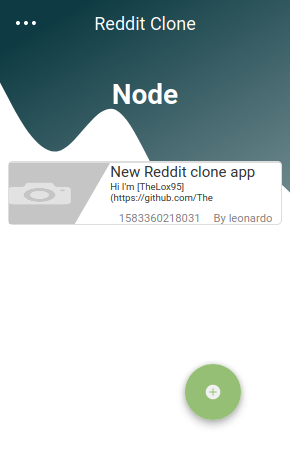 Reddit Clone
Node
New Reddit clone app
Hi I'm [TheLox95]
(https://github.com/The
1583360218031 By leonardo